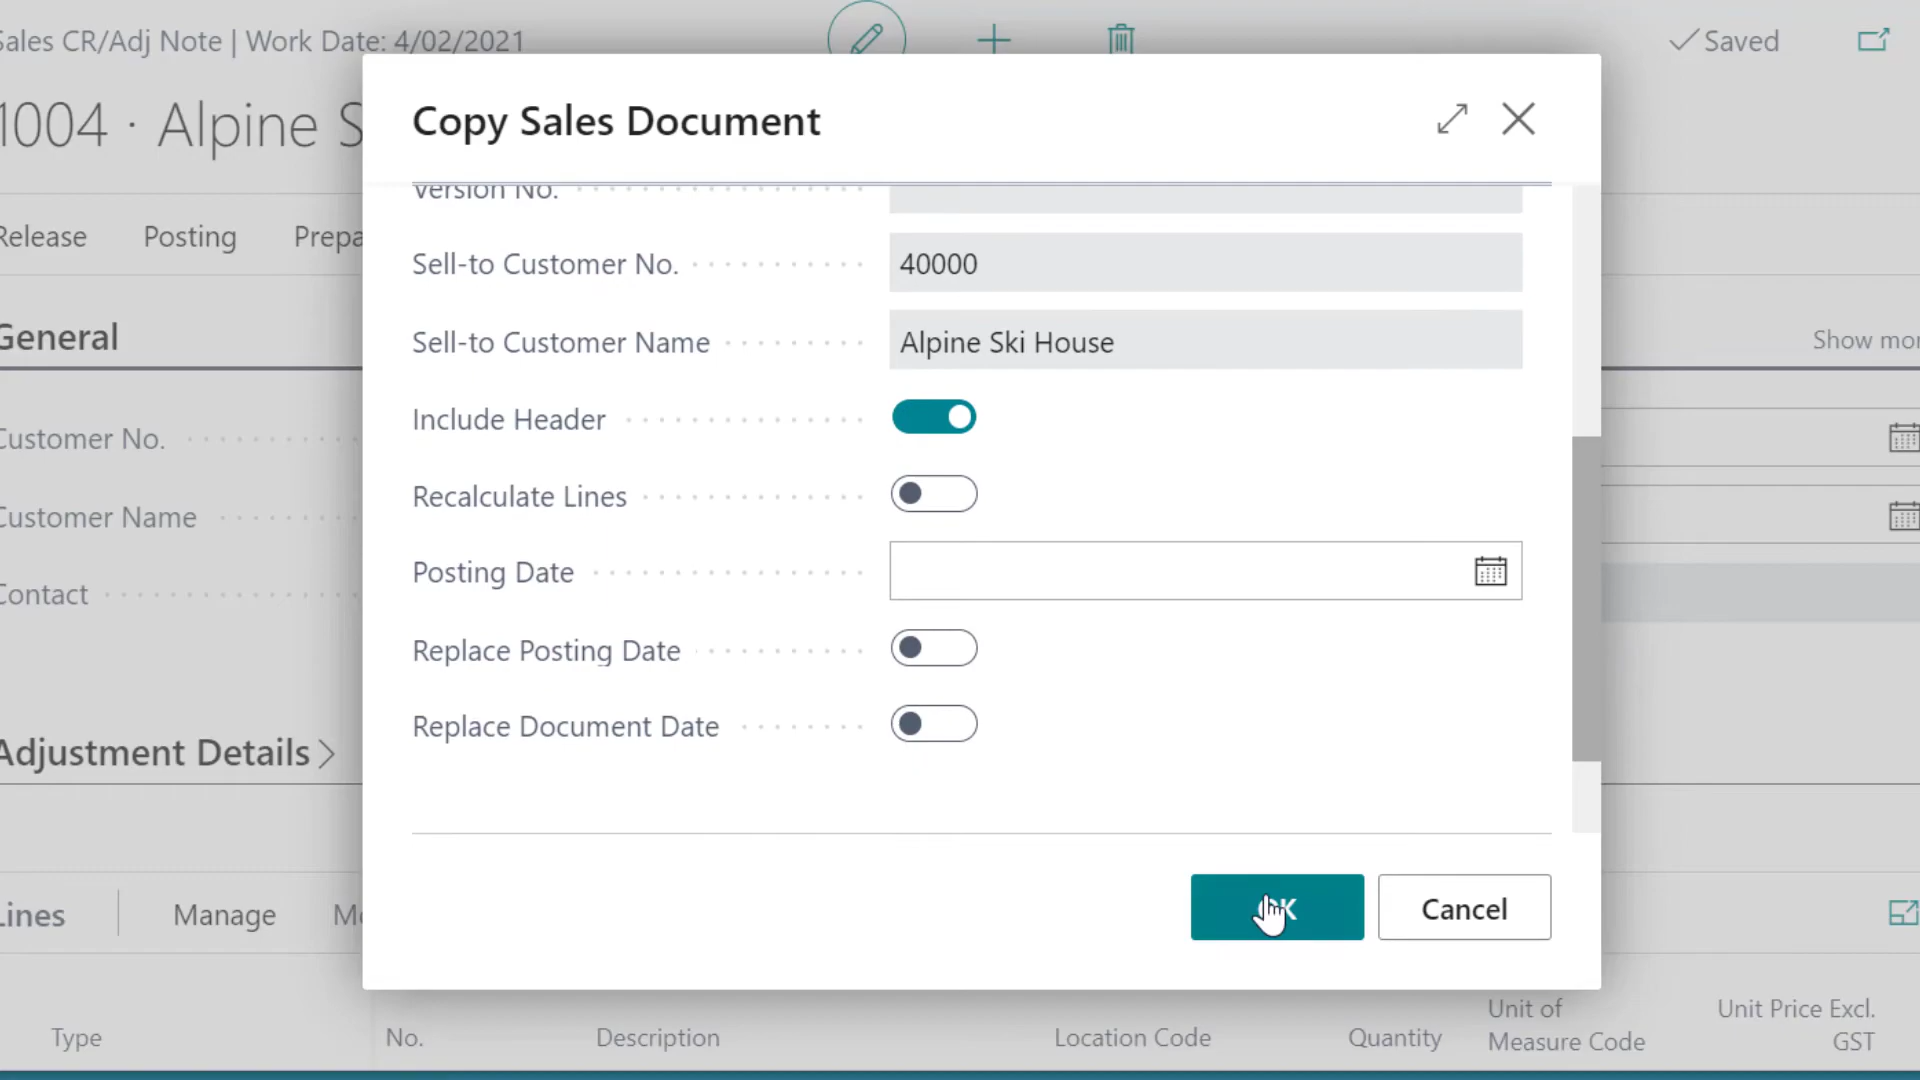 Sales CR/Adj Note | Work Date: 4/02/2021
Saved
1004 · Alpine S
Copy Sales Document
Release
Posting
Prepa
Version No.
Sell-to Customer No.
40000
General
Show mor
Sell-to Customer Name
Alpine Ski House
Include Header
Customer No.
Recalculate Lines
Customer Name
Posting Date
Contact
Replace Posting Date
Replace Document Date
Adjustment Details
OK
Cancel
Lines
Manage
Mo
Type
No.
Description
Location Code
Quantity
Unit of
Measure Code
Unit Price Excl.
GST